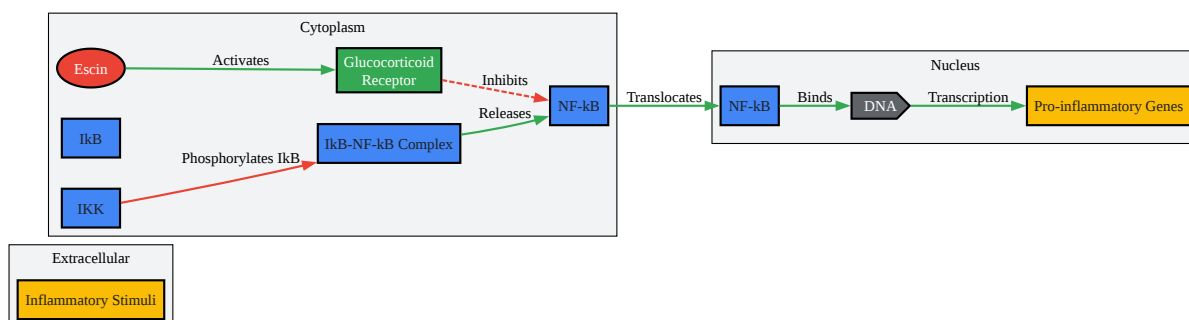 Cytoplasm
Escin
Activates
Glucocorticoid
Receptor
Inhibits
NF-kB
Translocates
Releases
IkB
IkB-NF-kB Complex
Phosphorylates IkB
IKK
Nucleus
NF-kB
Binds
DNA
Transcription
Pro-inflammatory Genes
Extracellular
Inflammatory Stimuli